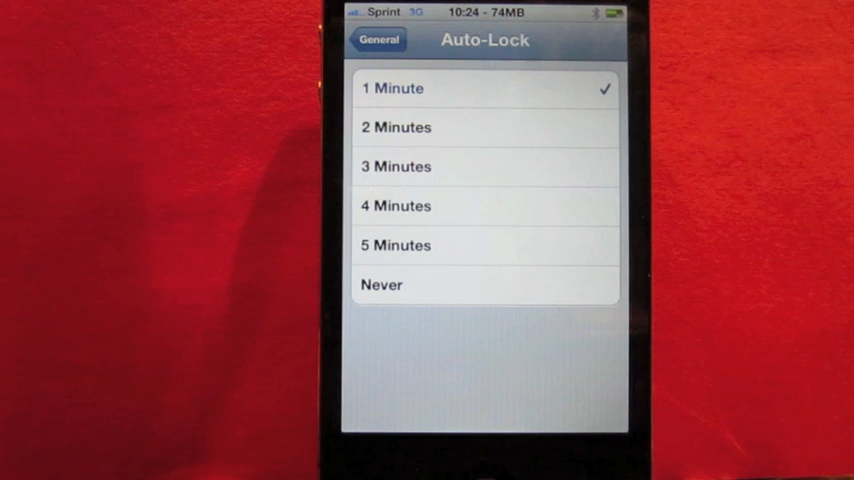 Sprint 3G 10:24 - 74MB
General Auto-Lock
1 Minute
2 Minutes
3 Minutes
4 Minutes
5 Minutes
Never